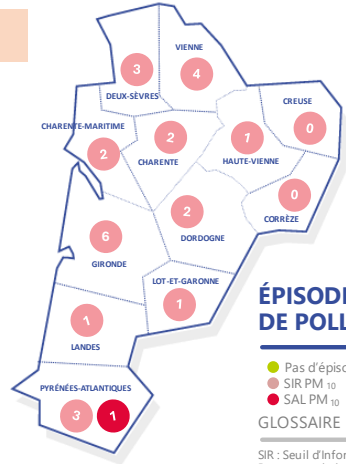 VIENNE
3
4
DEUX-SÈVRES
CREUSE
CHARENTE-MARITIME
2
1
0
2
CHARENTE
HAUTE-VIENNE
0
2
CORRÈZE
6
DORDOGNE
GIRONDE
LOT-ET-GARONNE
1
1
LANDES
PYRÉNÉES-ATLANTIQUES
3 1
ÉPISODE
DE POLL
Pas d'épiso
SIR PM 10
SAL PM 10
GLOSSAIRE
SIR : Seuil d'Infor